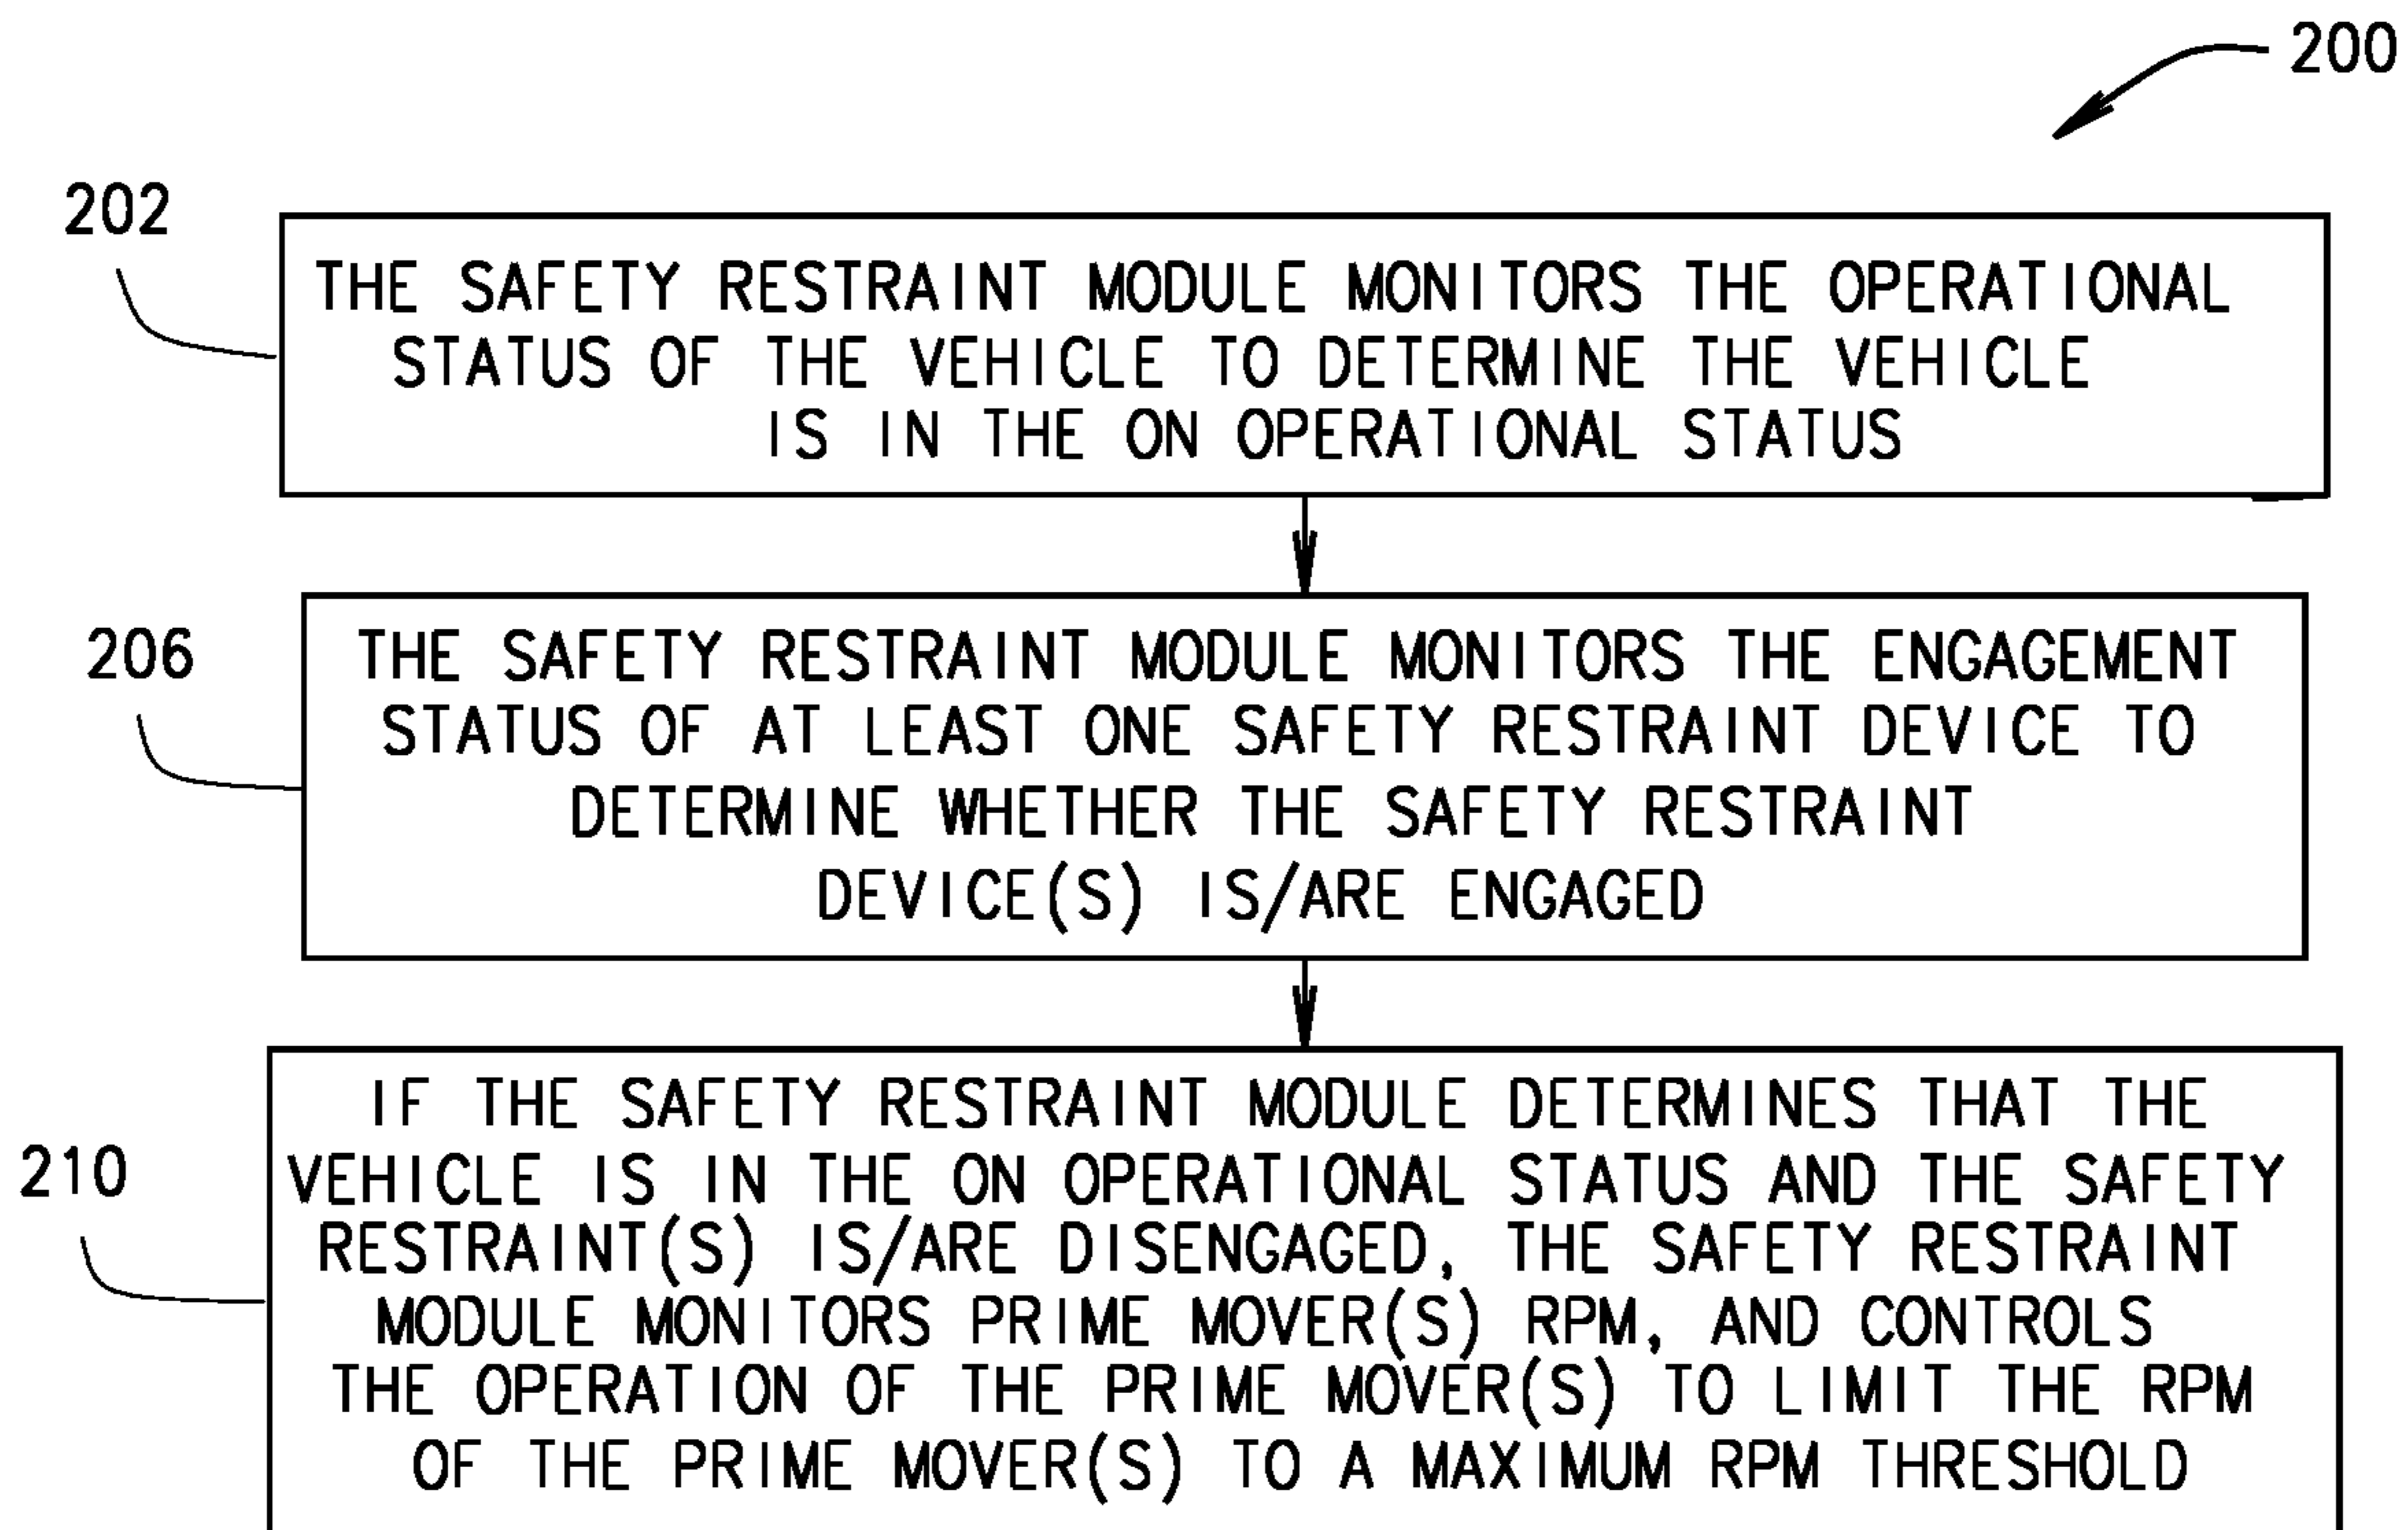 200
202
THE SAFETY RESTRAINT MODULE MONITORS THE OPERATIONAL
STATUS OF THE VEHICLE TO DETERMINE THE VEHICLE
IS IN THE ON OPERATIONAL STATUS
206
THE SAFETY RESTRAINT MODULE MONITORS THE ENGAGEMENT
STATUS OF AT LEAST ONE SAFETY RESTRAINT DEVICE TO
DETERMINE WHETHER THE SAFETY RESTRAINT
DEVICE(S) IS/ARE ENGAGED
210
IF THE SAFETY RESTRAINT MODULE DETERMINES THAT THE
VEHICLE IS IN THE ON OPERATIONAL STATUS AND THE SAFETY
RESTRAINT(S) IS/ARE DISENGAGED, THE SAFETY RESTRAINT
MODULE MONITORS PRIME MOVER(S) RPM, AND CONTROLS
THE OPERATION OF THE PRIME MOVER(S) TO LIMIT THE RPM
OF THE PRIME MOVER(S) TO A MAXIMUM RPM THRESHOLD